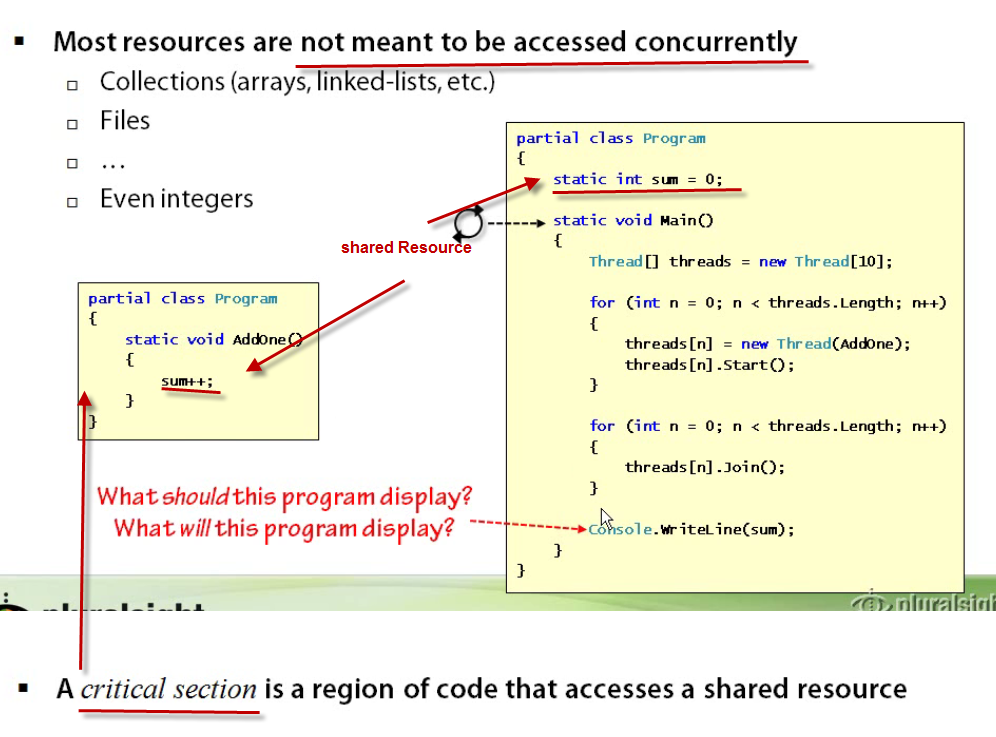 ▪ Most resources are not meant to be accessed concurrently
□ Collections (arrays, linked-lists, etc.)
□ Files
□ ...
□ Even integers
shared Resource
partial class Program
{
static void AddOne()
{
sum++;
}
}
partial class Program
{
static int sum = 0;
static void Main()
{
Thread[] threads = new Thread[10];
for (int n = 0; n < threads.Length; n++)
{
threads[n] = new Thread(AddOne);
threads[n].Start();
}
for (int n = 0; n < threads.Length; n++)
{
threads[n].Join();
}
Console.WriteLine(sum);
}
}
What should this program display?
What will this program display?
pluralsight
▪ A critical section is a region of code that accesses a shared resource